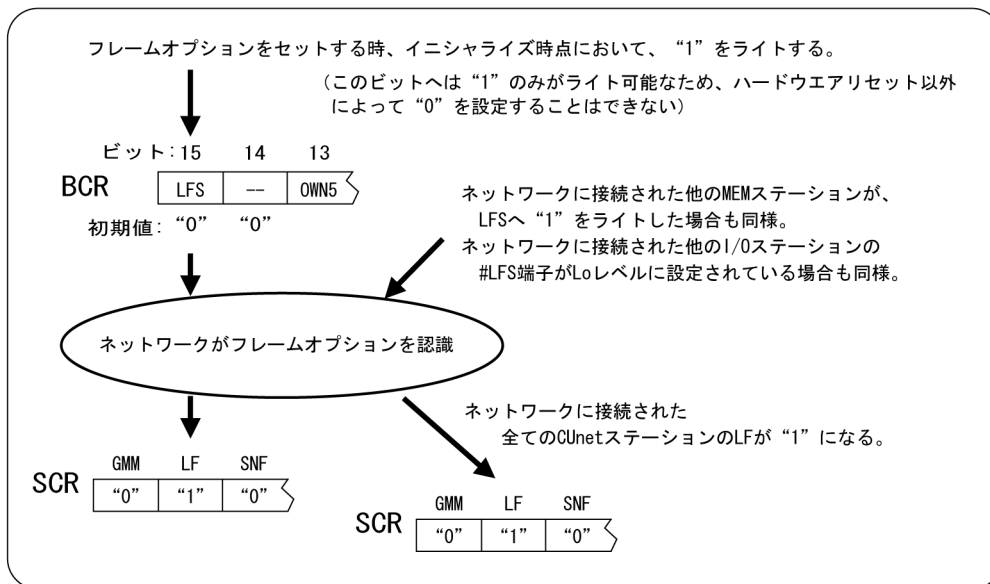 フレームオプションをセットする時、イニシャライズ時点において、“1”をライトする。
（このビットへは“1”のみがライト可能なため、ハードウエアリセット以外
によって“0”を設定することはできない）
ビット:15 14 13
BCR LFS -- OWN5
初期値: “0” “0”
ネットワークに接続された他のMEMステーションが、
LFSへ“1”をライトした場合も同様。
ネットワークに接続された他のI/Oステーションの
#LFS端子がLoレベルに設定されている場合も同様。
ネットワークがフレームオプションを認識
ネットワークに接続された
全てのCUnetステーションのLFが“1”になる。
GMM LF SNF
SCR “0” “1” “0”
GMM LF SNF
SCR “0” “1” “0”